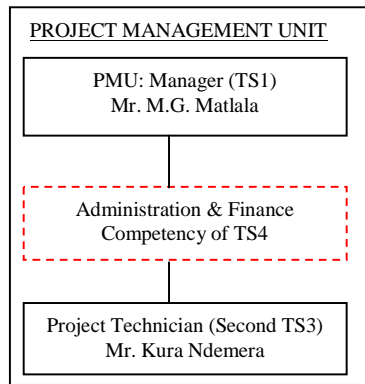 PROJECT MANAGEMENT UNIT
PMU: Manager (TS1)
Mr. M.G. Matlala
Administration & Finance
Competency of TS4
Project Technician (Second TS3)
Mr. Kura Ndemera